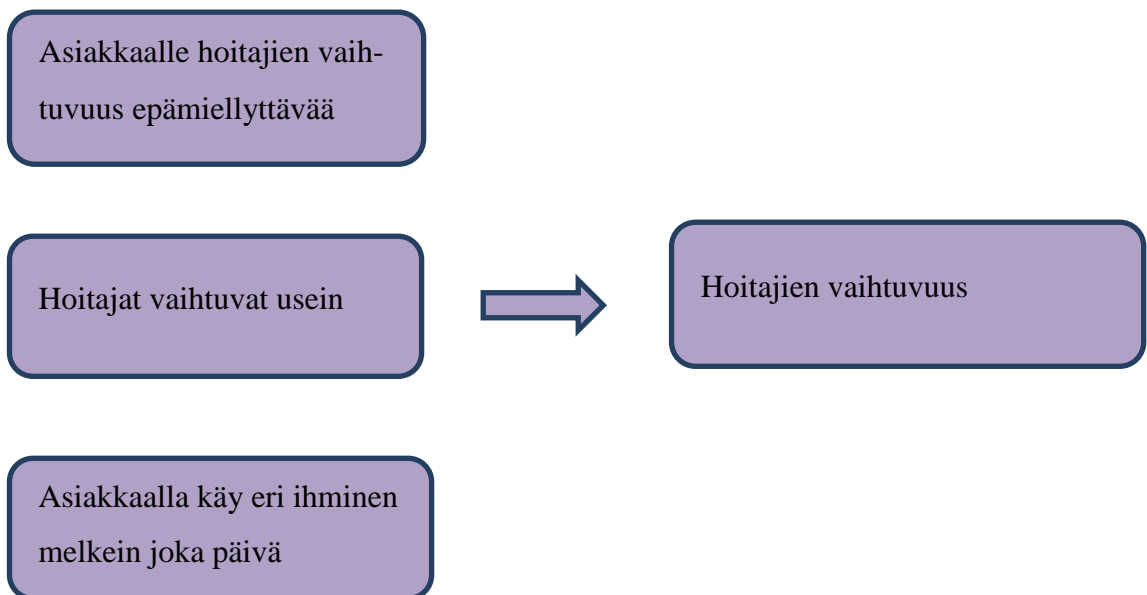 Asiakkaalle hoitajien vaih-
tuvuus epämiellyttävää
Hoitajat vaihtuvat usein
Hoitajien vaihtuvuus
Asiakkaalla käy eri ihminen
melkein joka päivä